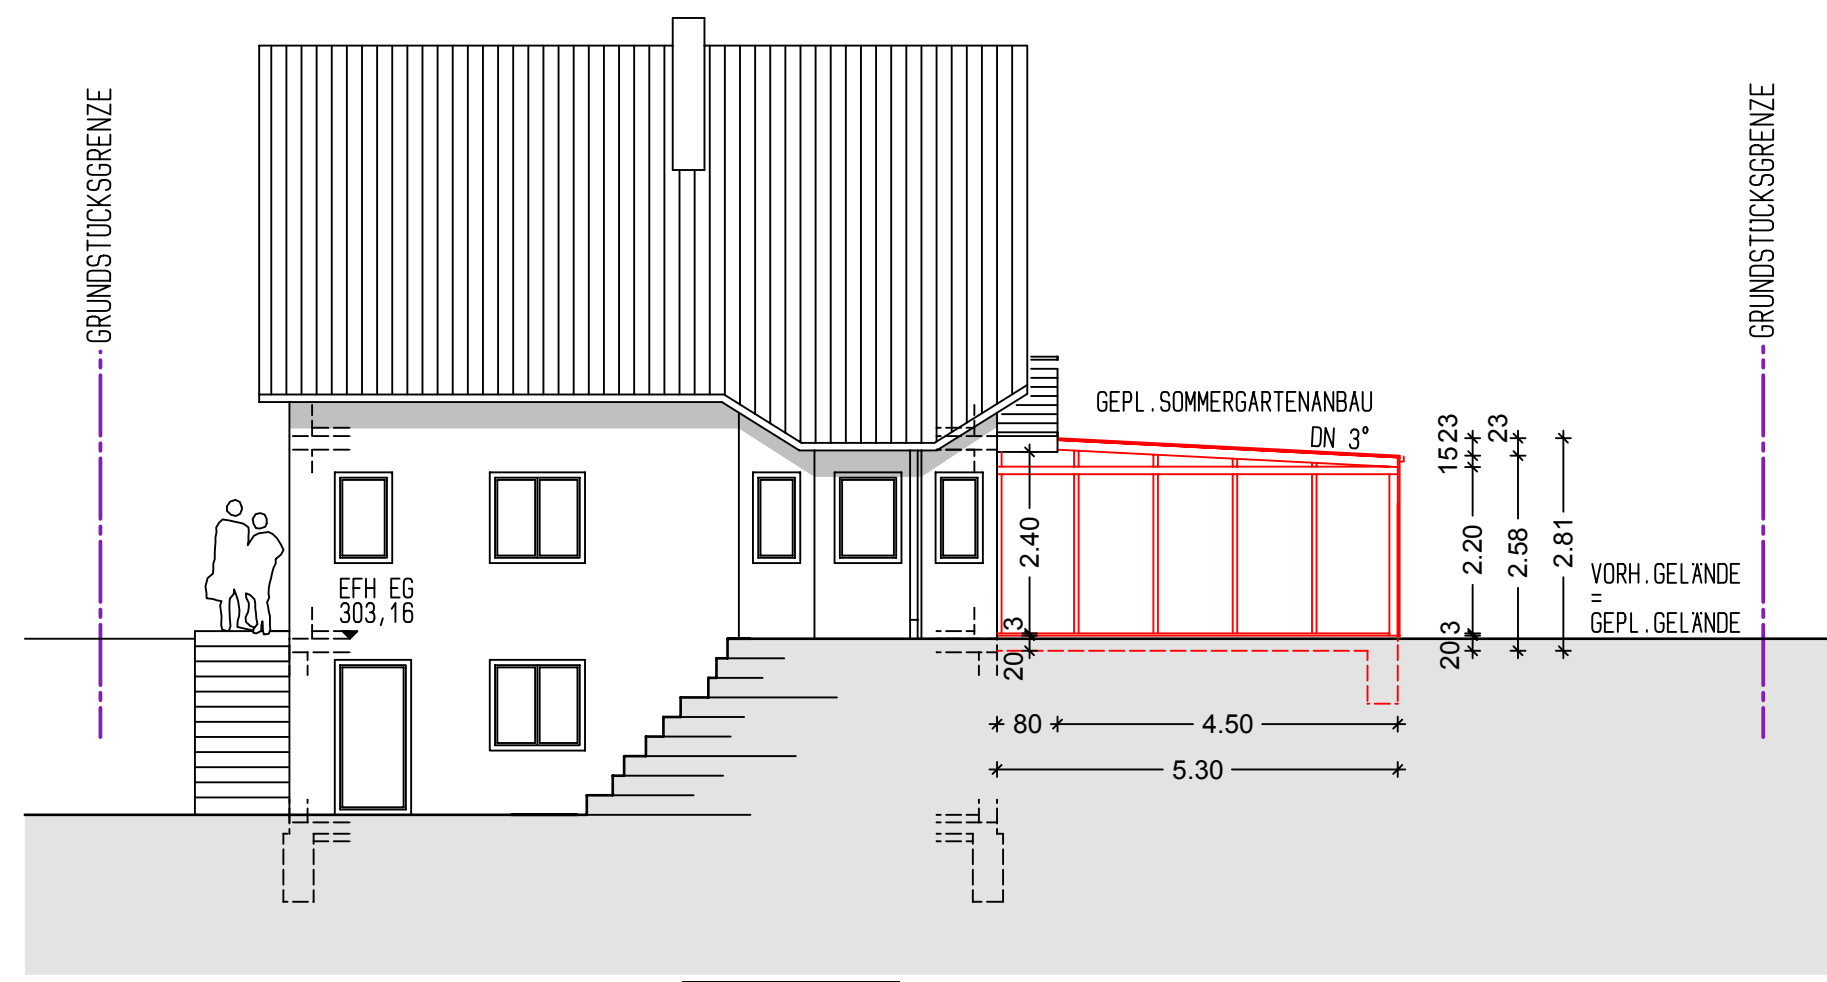 GRUNDSTÜCKSGRENZE
GRUNDSTÜCKSGRENZE
GEPL.SOMMERGARTENANBAU
DN 3°
EFH EG
303,16
2.40
3
20
23
15
2.20
3
20
23
2.58
2.81
VORH.GELÄNDE
=
GEPL.GELÄNDE
80
4.50
5.30